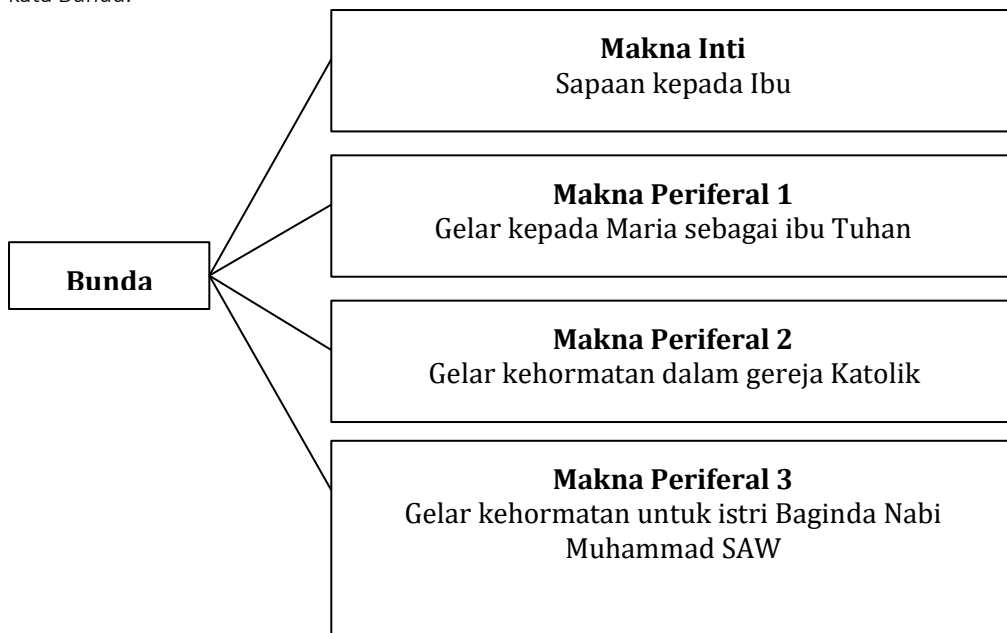 kata Bunda.
Makna Inti
Sapaan kepada Ibu
Makna Periferal 1
Gelar kepada Maria sebagai ibu Tuhan
Bunda
Makna Periferal 2
Gelar kehormatan dalam gereja Katolik
Makna Periferal 3
Gelar kehormatan untuk istri Baginda Nabi
Muhammad SAW